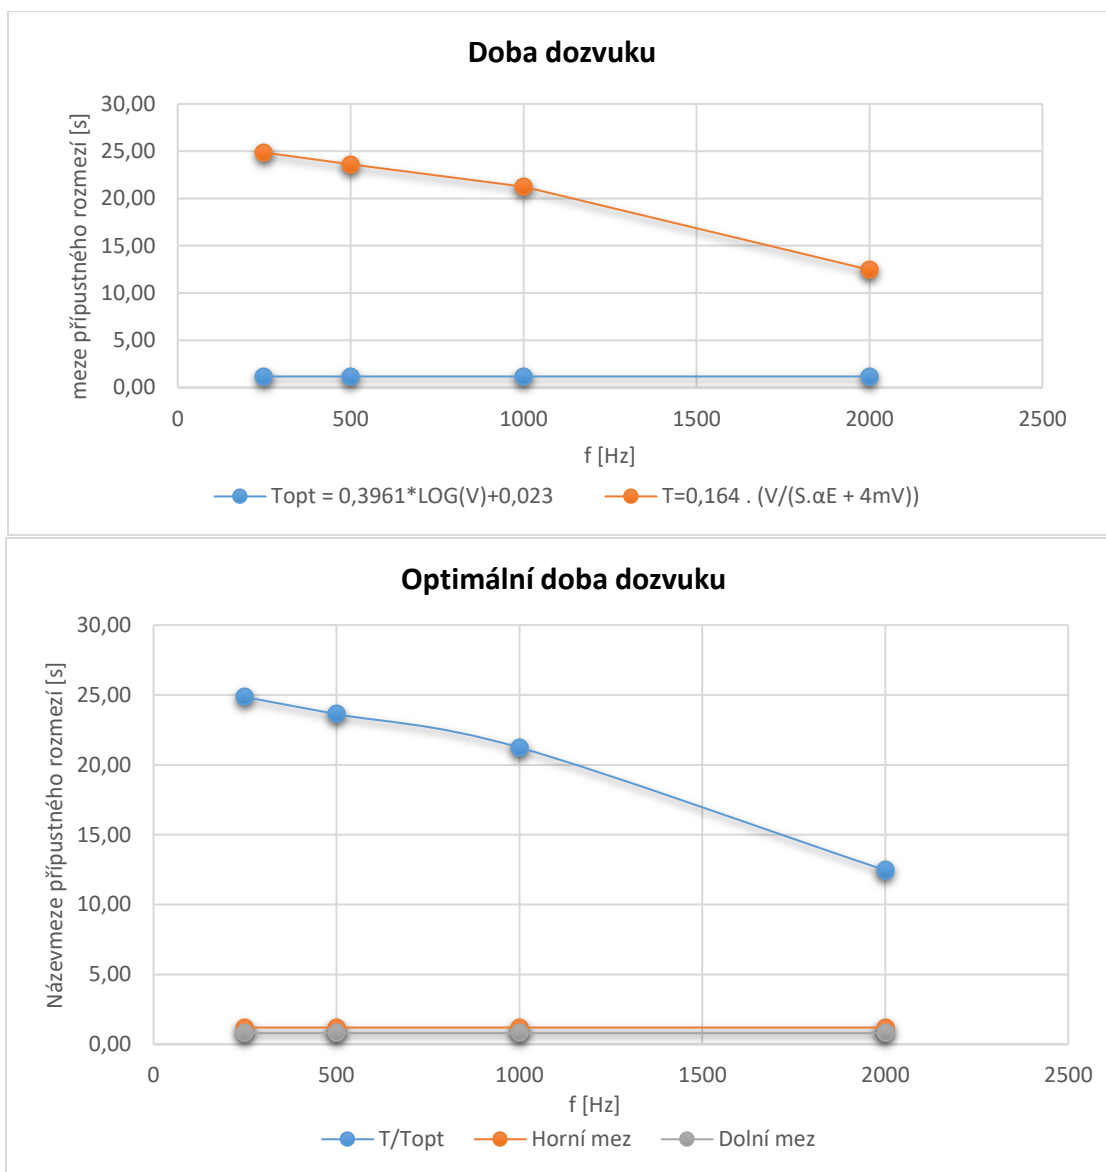 Doba dozvuku
meze přípustného rozmezí [s]
30,00
25,00
20,00
15,00
10,00
5,00
0,00
0 500 1000 1500 2000 2500
f [Hz]
Topt = 0,3961*LOG(V)+0,023 T=0,164 . (V/(S.αE + 4mV))
Optimální doba dozvuku
Názevmeze přípustného rozmezí [s]
30,00
25,00
20,00
15,00
10,00
5,00
0,00
0 500 1000 1500 2000 2500
f [Hz]
T/Topt Horní mez Dolní mez